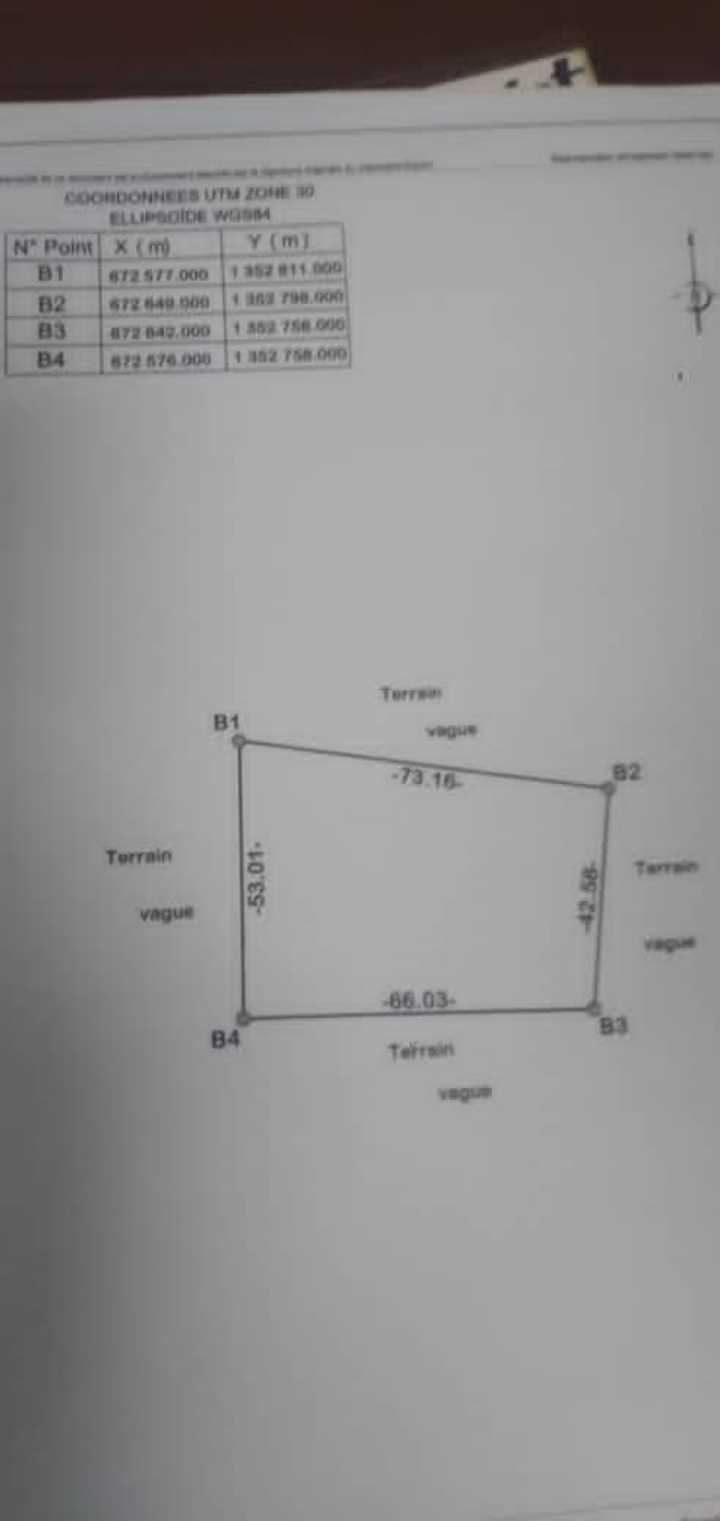 COORDONNEES UTM ZONE 30
ELLIPSOÏDE WGS84
N° Point X (m) Y (m)
B1 672 577.000 1 352 811.000
B2 672 649.000 1 352 798.000
B3 672 642.000 1 352 756.000
B4 672 576.000 1 352 758.000
Terrain
vague
B1
B2
-73.16-
Terrain
vague
-53.01-
-42.58-
Terrain
vague
-66.03-
B4
B3
Terrain
vague